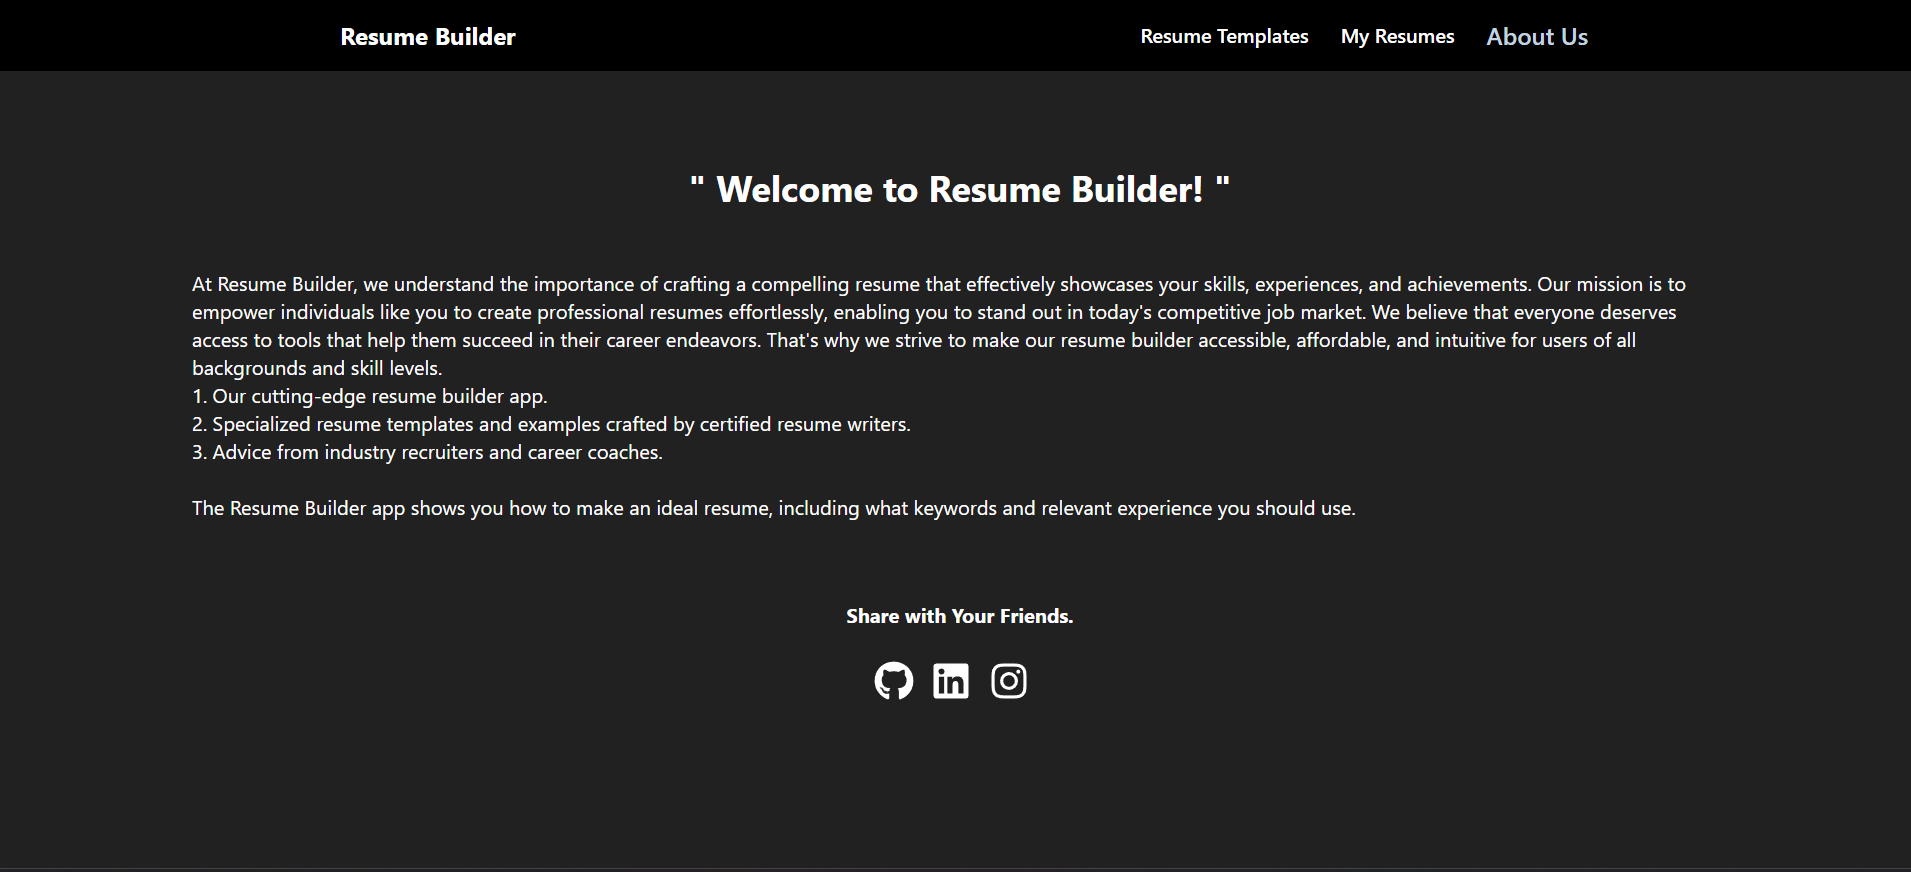 Resume Builder
Resume Templates
My Resumes
About Us
" Welcome to Resume Builder! "
At Resume Builder, we understand the importance of crafting a compelling resume that effectively showcases your skills, experiences, and achievements. Our mission is to
empower individuals like you to create professional resumes effortlessly, enabling you to stand out in today's competitive job market. We believe that everyone deserves
access to tools that help them succeed in their career endeavors. That's why we strive to make our resume builder accessible, affordable, and intuitive for users of all
backgrounds and skill levels.
1. Our cutting-edge resume builder app.
2. Specialized resume templates and examples crafted by certified resume writers.
3. Advice from industry recruiters and career coaches.
The Resume Builder app shows you how to make an ideal resume, including what keywords and relevant experience you should use.
Share with Your Friends.
in